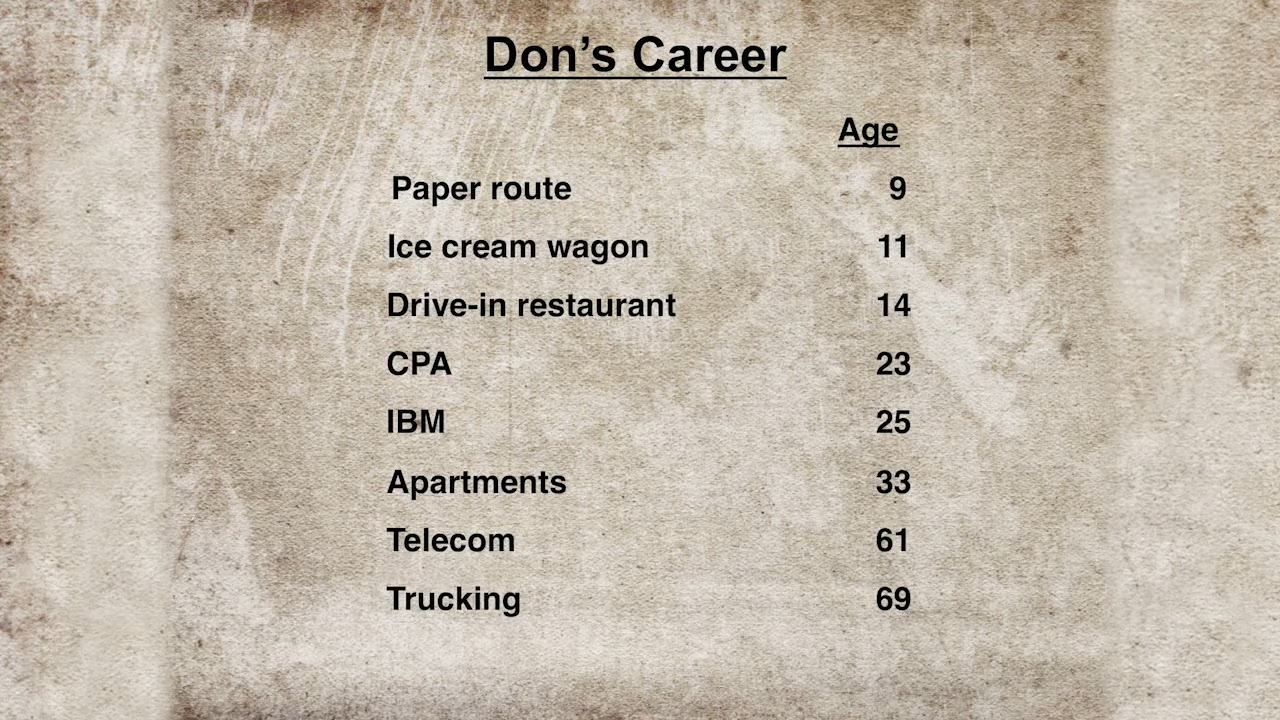 Don’s Career
Age
Paper route 9
Ice cream wagon 11
Drive-in restaurant 14
CPA 23
IBM 25
Apartments 33
Telecom 61
Trucking 69